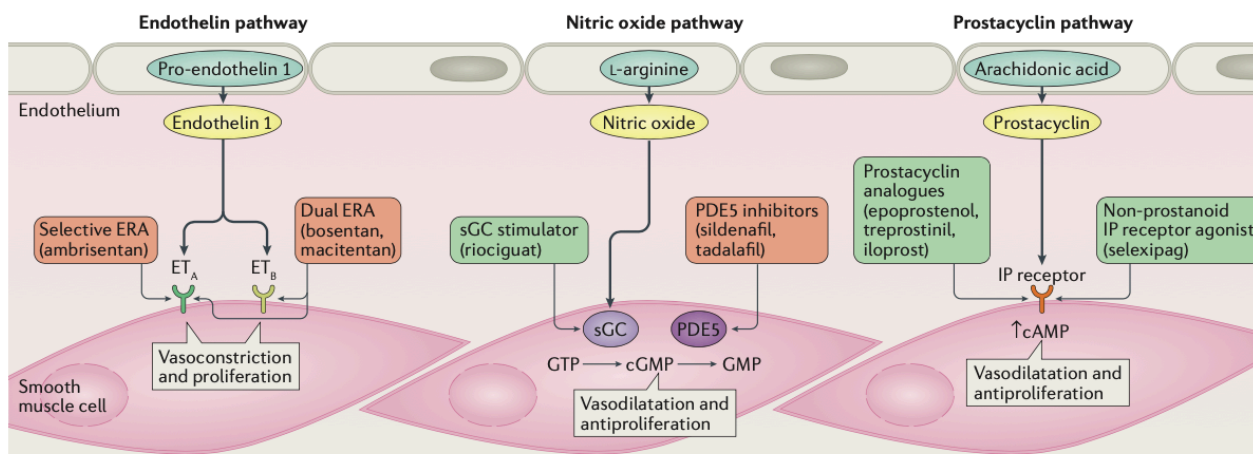 Endothelin pathway
Pro-endothelin 1
Endothelium
Endothelin 1
Selective ERA
(ambrisentan)
Dual ERA
(bosentan,
macitentan)
ET_A
ET_B
Vasoconstriction
and proliferation
Smooth
muscle cell
Nitric oxide pathway
L-arginine
Nitric oxide
sGC stimulator
(riociguat)
PDE5 inhibitors
(sildenafil,
tadalafil)
sGC
PDE5
GTP → cGMP → GMP
Vasodilatation and
antiproliferation
Prostacyclin pathway
Arachidonic acid
Prostacyclin
Prostacyclin
analogues
(epoprostenol,
treprostinil,
iloprost)
Non-prostanoid
IP receptor agonist
(selexipag)
IP receptor
↑cAMP
Vasodilatation and
antiproliferation